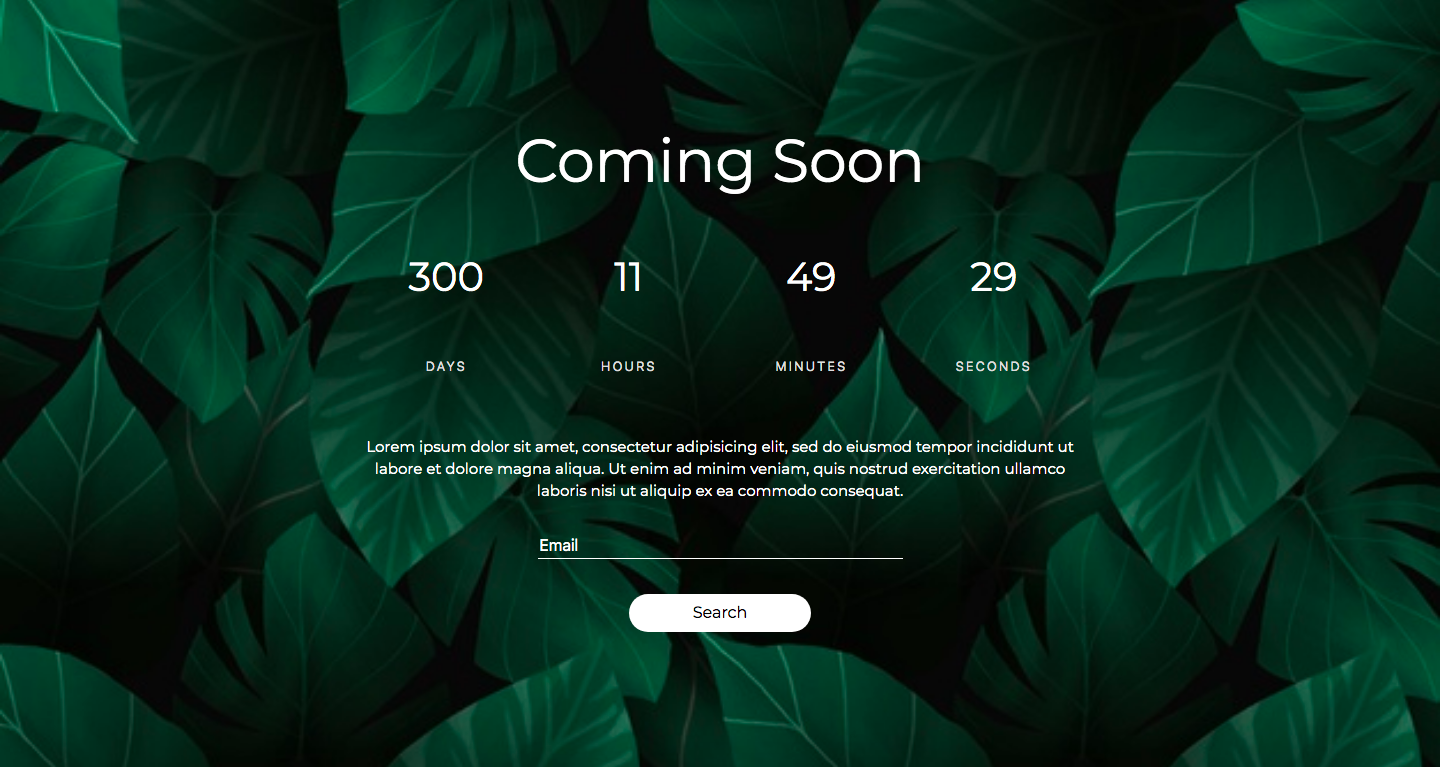 Coming Soon
300 11 49 29
DAYS HOURS MINUTES SECONDS
Lorem ipsum dolor sit amet, consectetur adipisicing elit, sed do eiusmod tempor incididunt ut
labore et dolore magna aliqua. Ut enim ad minim veniam, quis nostrud exercitation ullamco
laboris nisi ut aliquip ex ea commodo consequat.
Email
Search